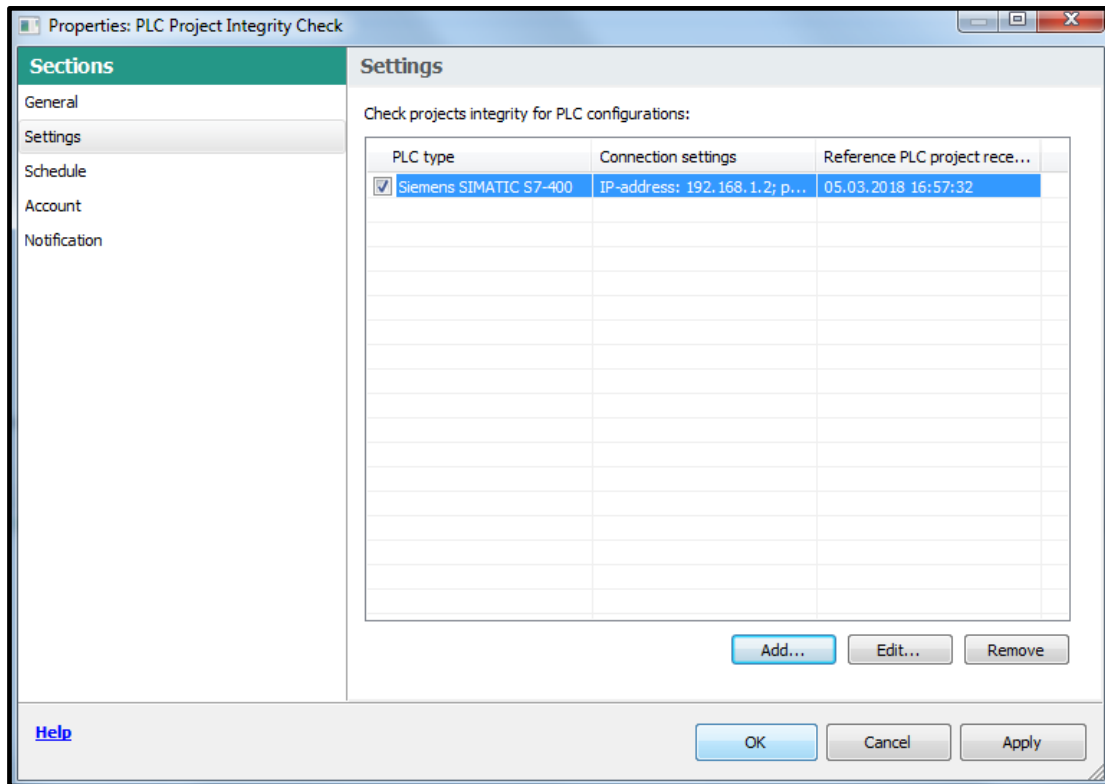 Properties: PLC Project Integrity Check
Sections
General
Settings
Schedule
Account
Notification
Settings
Check projects integrity for PLC configurations:
PLC type Connection settings Reference PLC project rece...
Siemens SIMATIC S7-400 IP-address: 192.168.1.2; p... 05.03.2018 16:57:32
Add... Edit... Remove
Help OK Cancel Apply